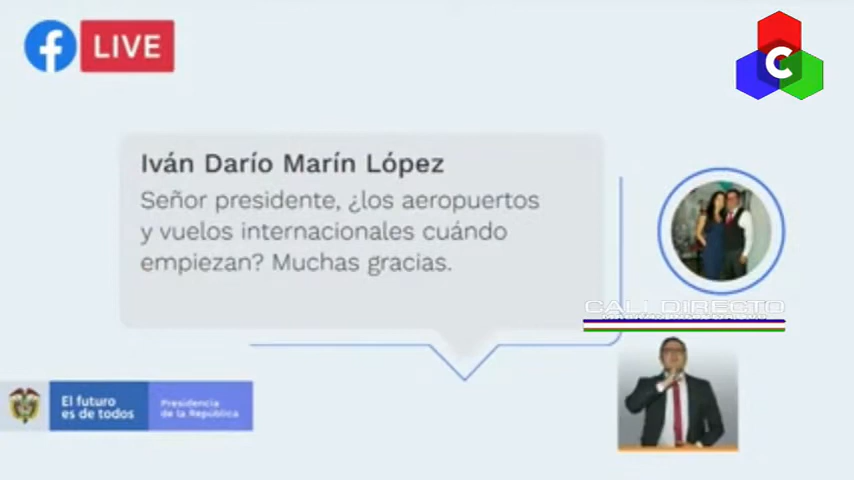 LIVE
C
Iván Darío Marín López
Señor presidente, ¿los aeropuertos
y vuelos internacionales cuándo
empiezan? Muchas gracias.
CALI DIRECTO
El futuro
es de todos
Presidencia
de la República